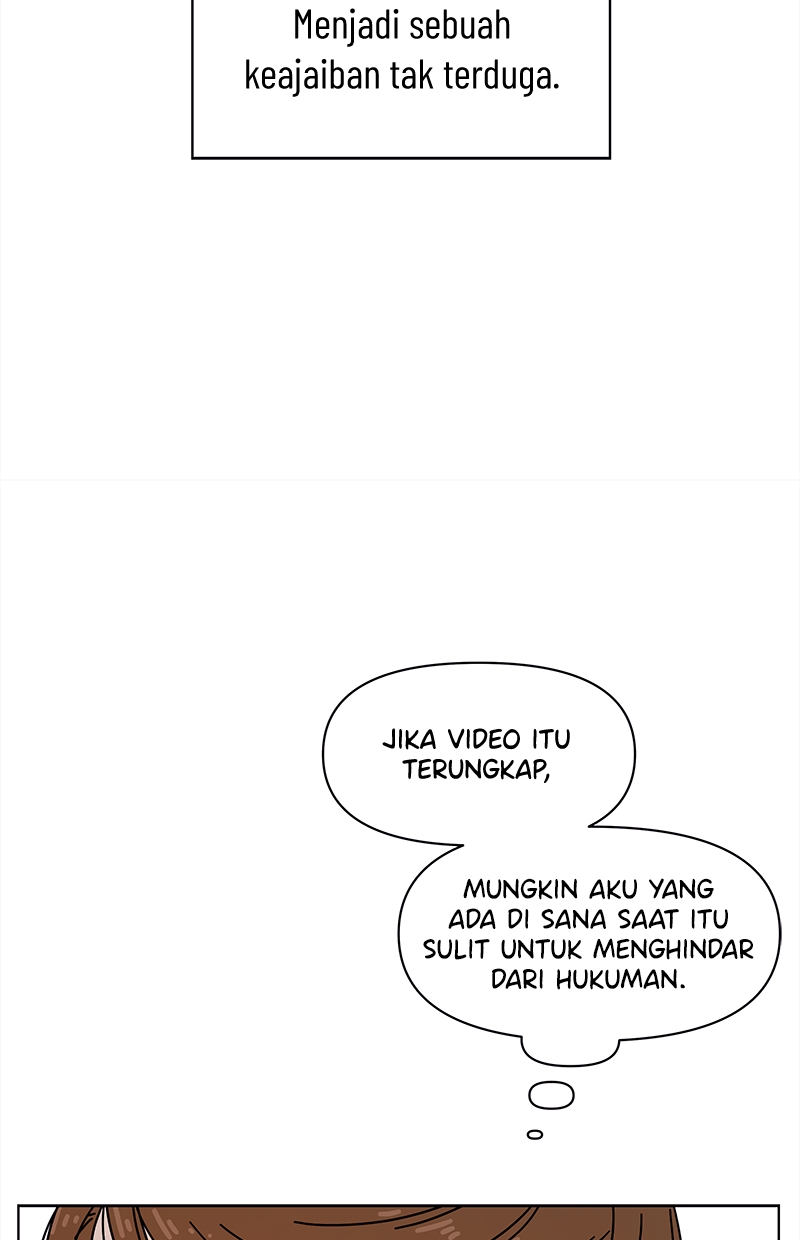 Menjadi sebuah
keajaiban tak terduga.
JIKA VIDEO ITU
TERUNGKAP,
MUNGKIN AKU YANG
ADA DI SANA SAAT ITU
SULIT UNTUK MENGHINDAR
DARI HUKUMAN.